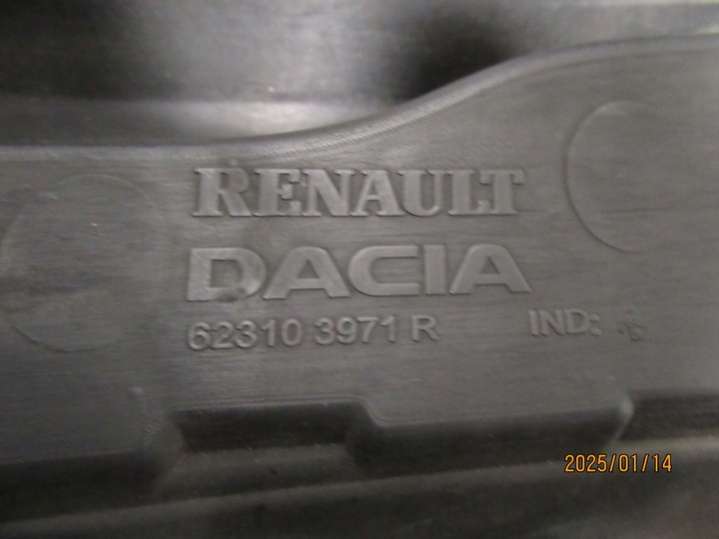 RENAULT
DACIA
62310 3971 R IND:
2025/01/14